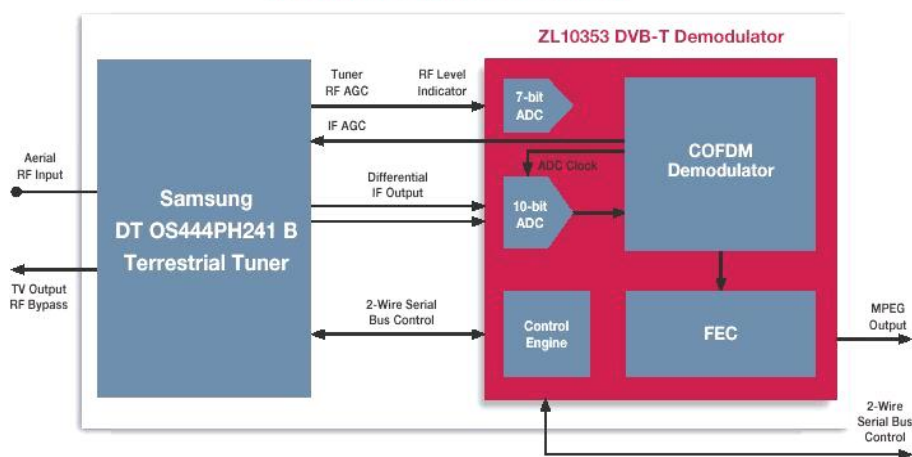 ZL10353 DVB-T Demodulator
Tuner
RF AGC
RF Level
Indicator
7-bit
ADC
IF AGC
COFDM
Demodulator
ADC Clock
Aerial
RF Input
Samsung
DT OS444PH241 B
Terrestrial Tuner
Differential
IF Output
10-bit
ADC
TV Output
RF Bypass
2-Wire Serial
Bus Control
Control
Engine
FEC
MPEG
Output
2-Wire
Serial Bus
Control